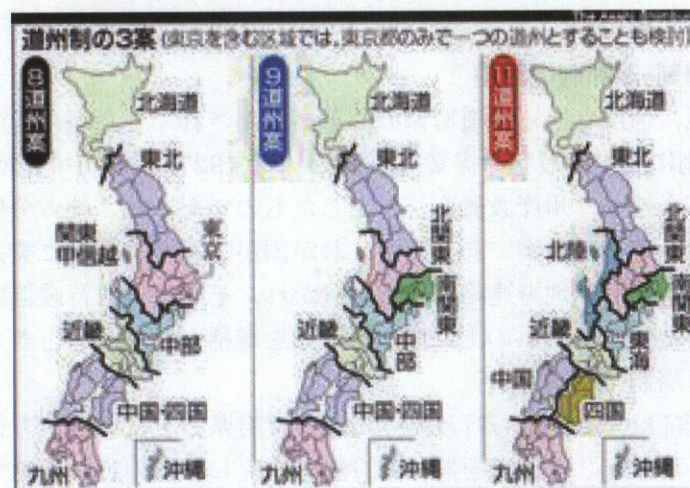 道州制の3案(東京を含む区域では、東京都のみで一つの道州とすることも検討)
8道州案
北海道
東北
関東
甲信越
東京
近畿
中部
中国・四国
九州
沖縄
9道州案
北海道
東北
北関東
南関東
近畿
中部
中国・四国
九州
沖縄
11道州案
北海道
東北
北陸
北関東
南関東
近畿
東海
中国
四国
九州
沖縄